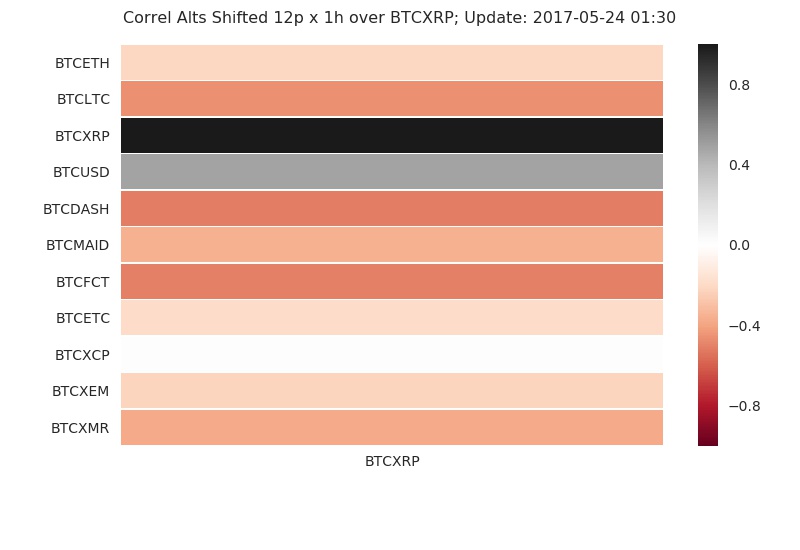 Correl Alts Shifted 12p x 1h over BTCXRP; Update: 2017-05-24 01:30
BTCETH
BTCLTC
BTCXRP
BTCUSD
BTCDASH
BTCMAID
BTCFCT
BTCETC
BTCXCP
BTCXEM
BTCXMR
BTCXRP
0.8
0.4
0.0
−0.4
−0.8